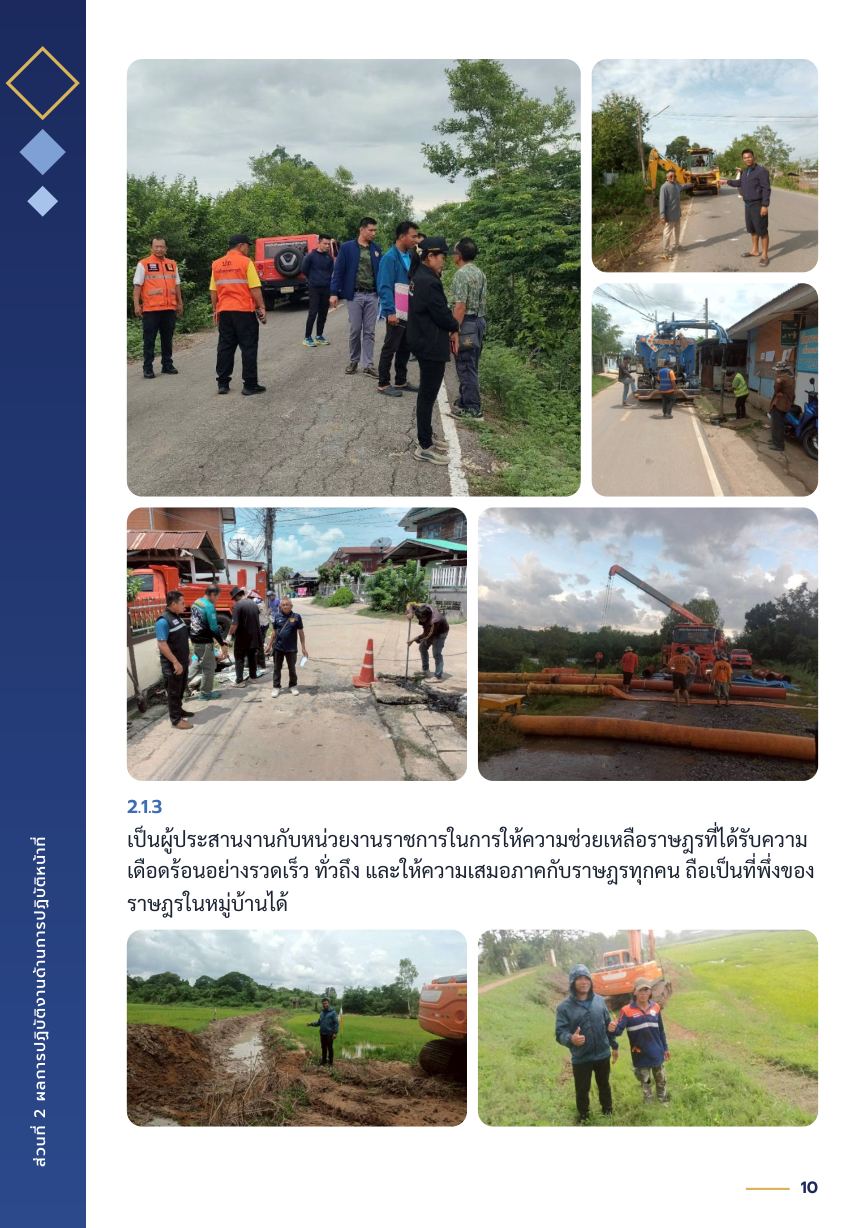 2.1.3
เป็นผู้ประสานงานกับหน่วยงานราชการในการให้ความช่วยเหลือราษฎรที่ได้รับความ
เดือดร้อนอย่างรวดเร็ว ทั่วถึง และให้ความเสมอภาคกับราษฎรทุกคน ถือเป็นที่พึ่งของ
ราษฎรในหมู่บ้านได้
ส่วนที่ 2 ผลการปฏิบัติงานด้านการปฏิบัติหน้าที่
10